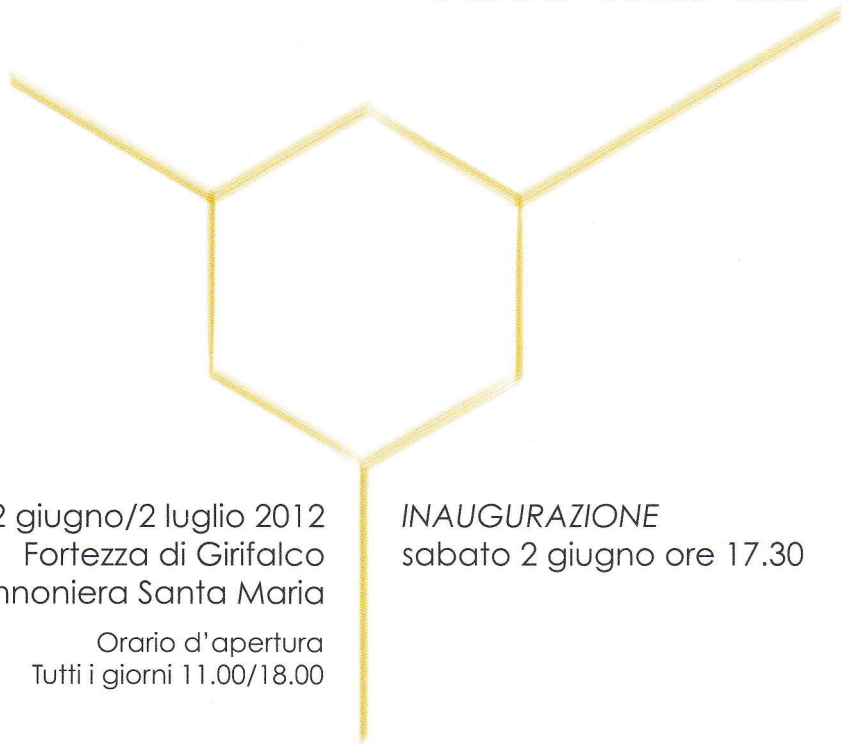 2 giugno/2 luglio 2012
Fortezza di Girifalco
nnoniera Santa Maria
Orario d'apertura
Tutti i giorni 11.00/18.00
INAUGURAZIONE
sabato 2 giugno ore 17.30